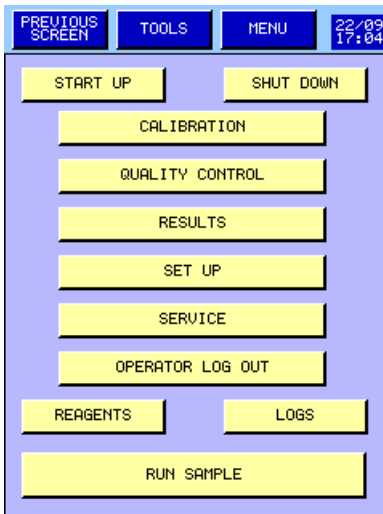 PREVIOUS SCREEN
TOOLS
MENU
22/09
17:04
START UP
SHUT DOWN
CALIBRATION
QUALITY CONTROL
RESULTS
SET UP
SERVICE
OPERATOR LOG OUT
REAGENTS
LOGS
RUN SAMPLE